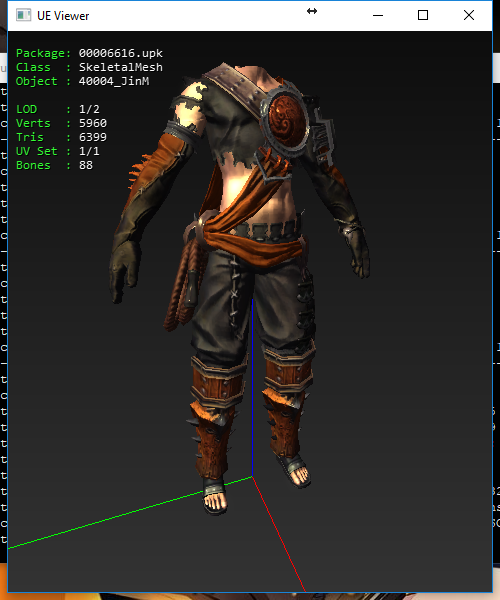 UE Viewer
Package: 00006616.upk
Class : SkeletalMesh
Object : 40004_JinM
LOD : 1/2
Verts : 5960
Tris : 6399
UV Set : 1/1
Bones : 88